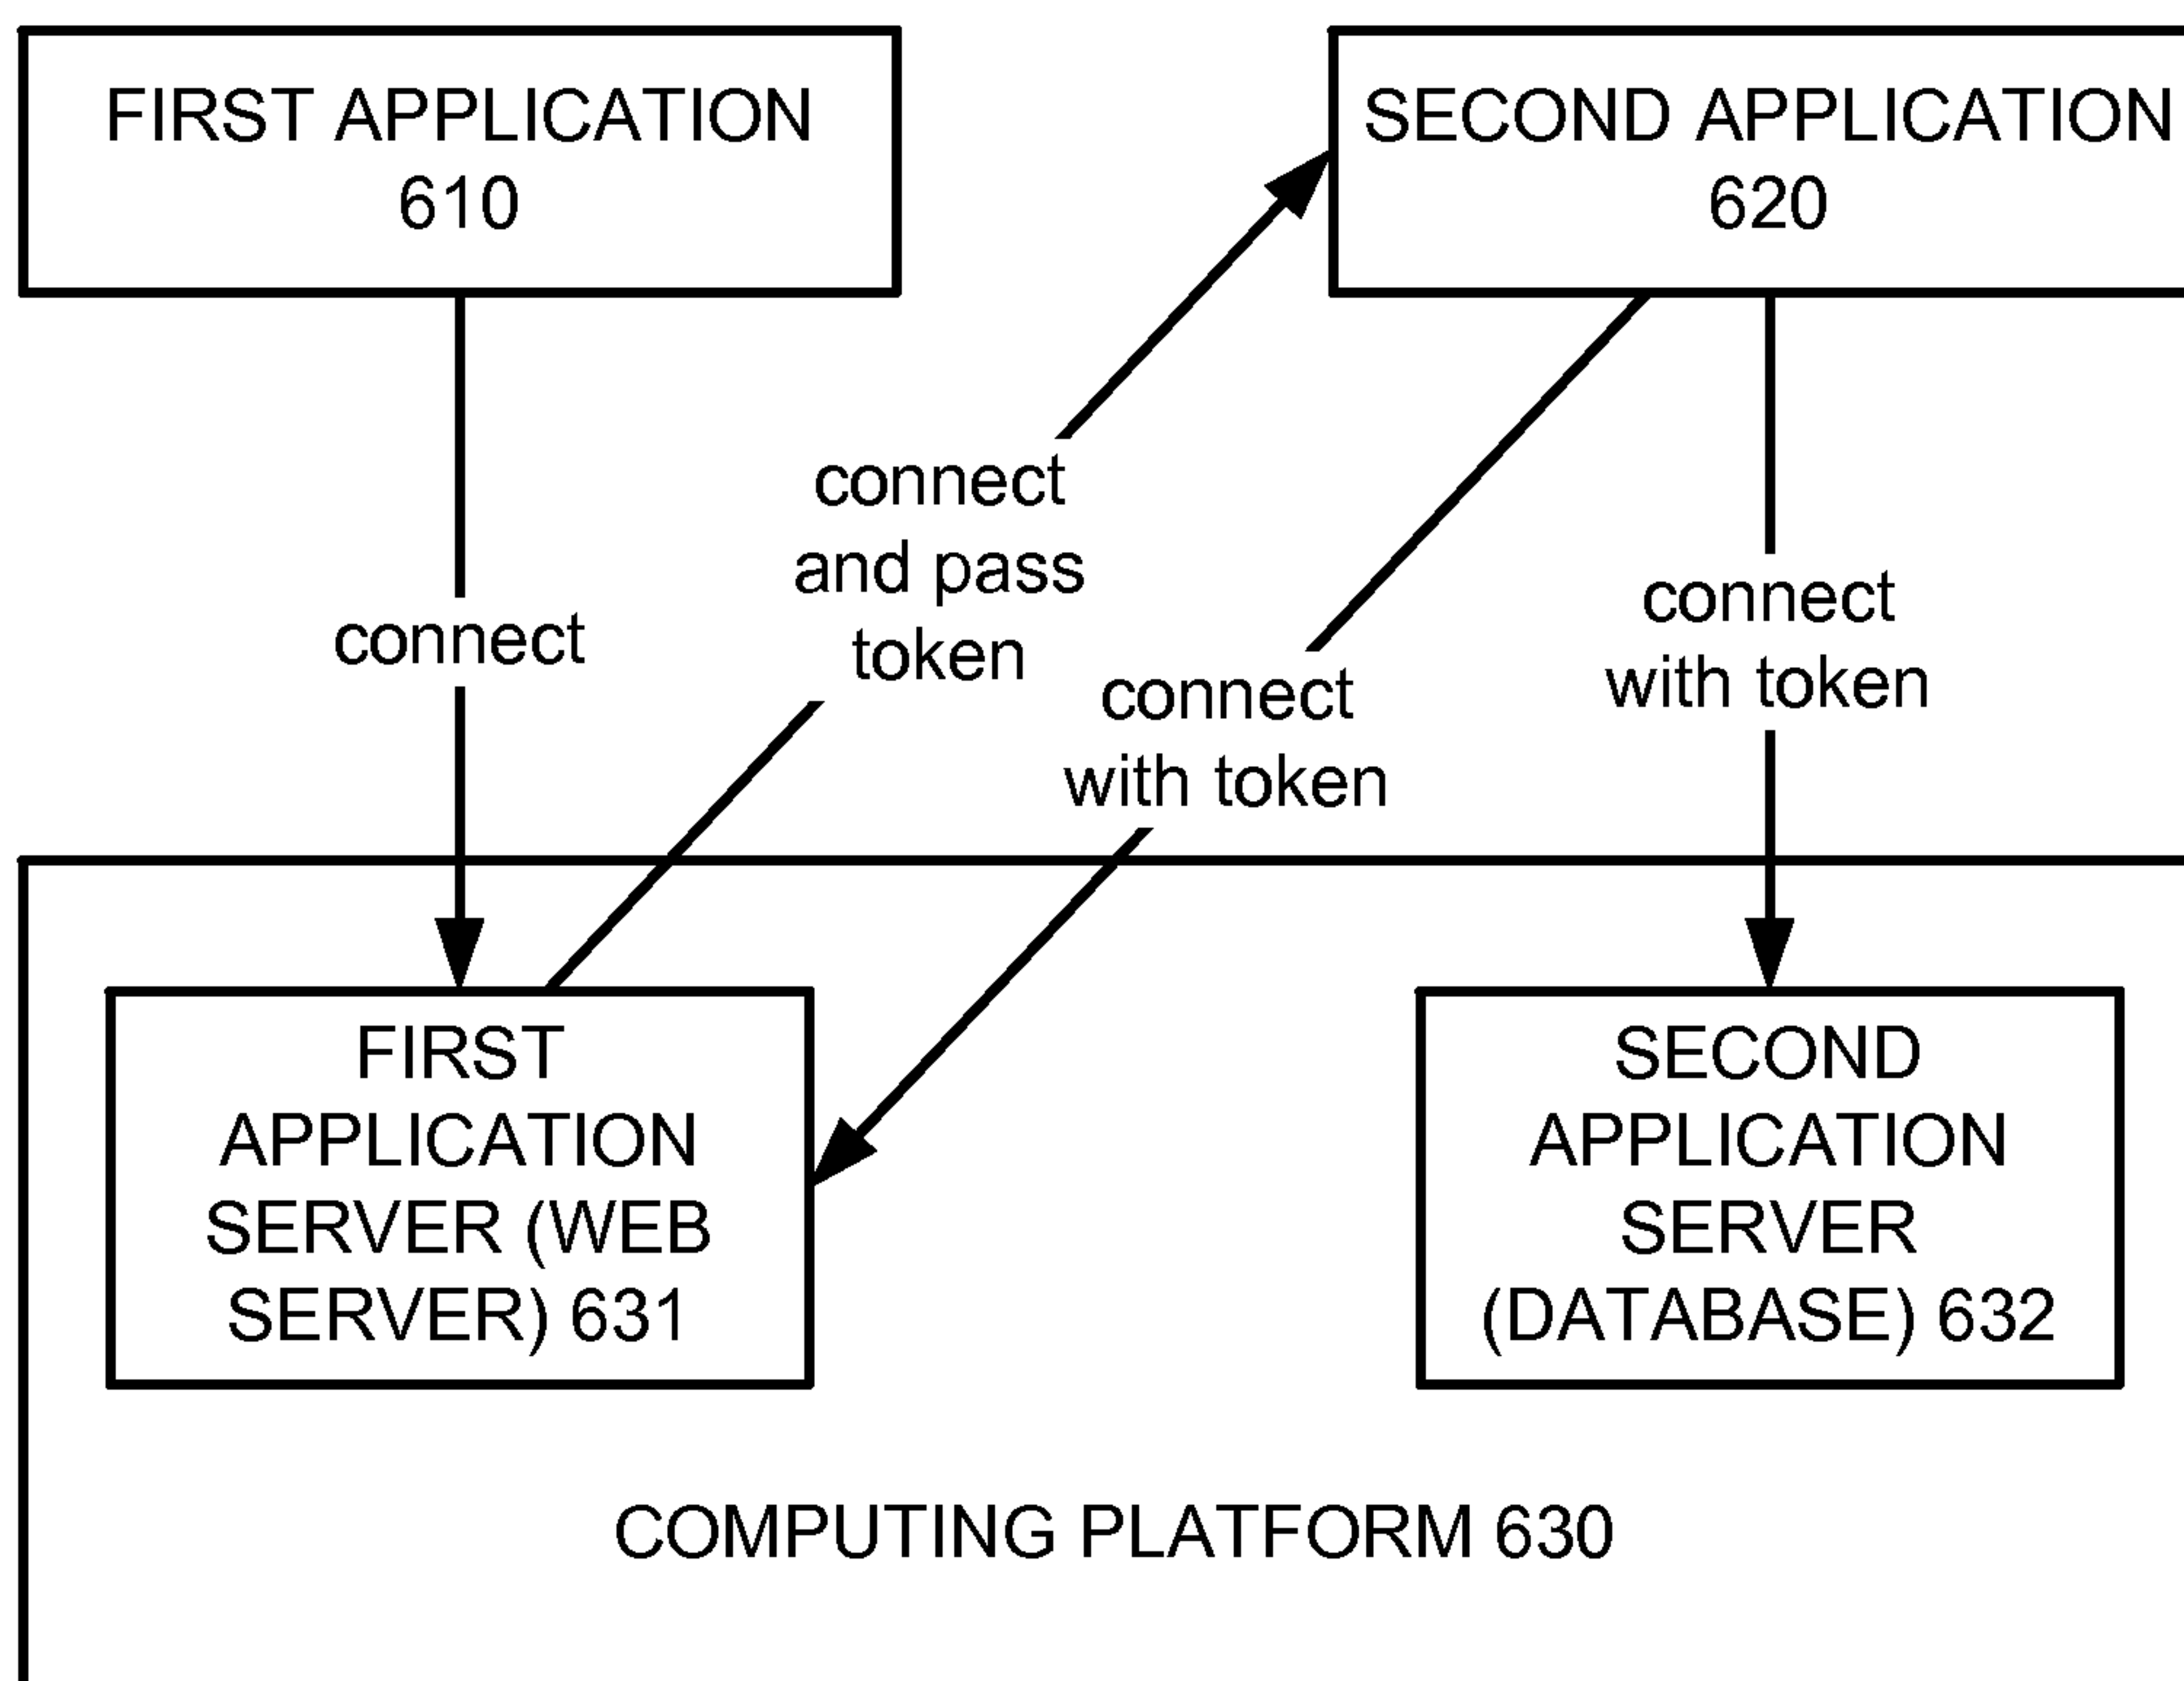 FIRST APPLICATION
610
SECOND APPLICATION
620
connect
connect
and pass
token
connect
with token
connect
with token
FIRST
APPLICATION
SERVER (WEB
SERVER) 631
SECOND
APPLICATION
SERVER
(DATABASE) 632
COMPUTING PLATFORM 630